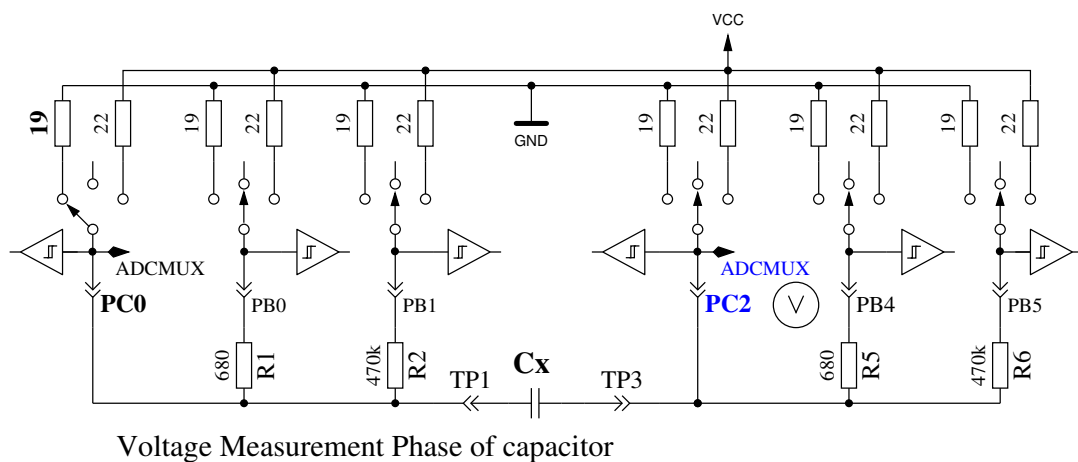 VCC
19
22
19
22
19
22
GND
19
22
19
22
19
22
ADCMUX
ADCMUX
PC0
PB0
PB1
PC2
V
PB4
PB5
680
R1
470k
R2
TP1
Cx
TP3
680
R5
470k
R6
Voltage Measurement Phase of capacitor